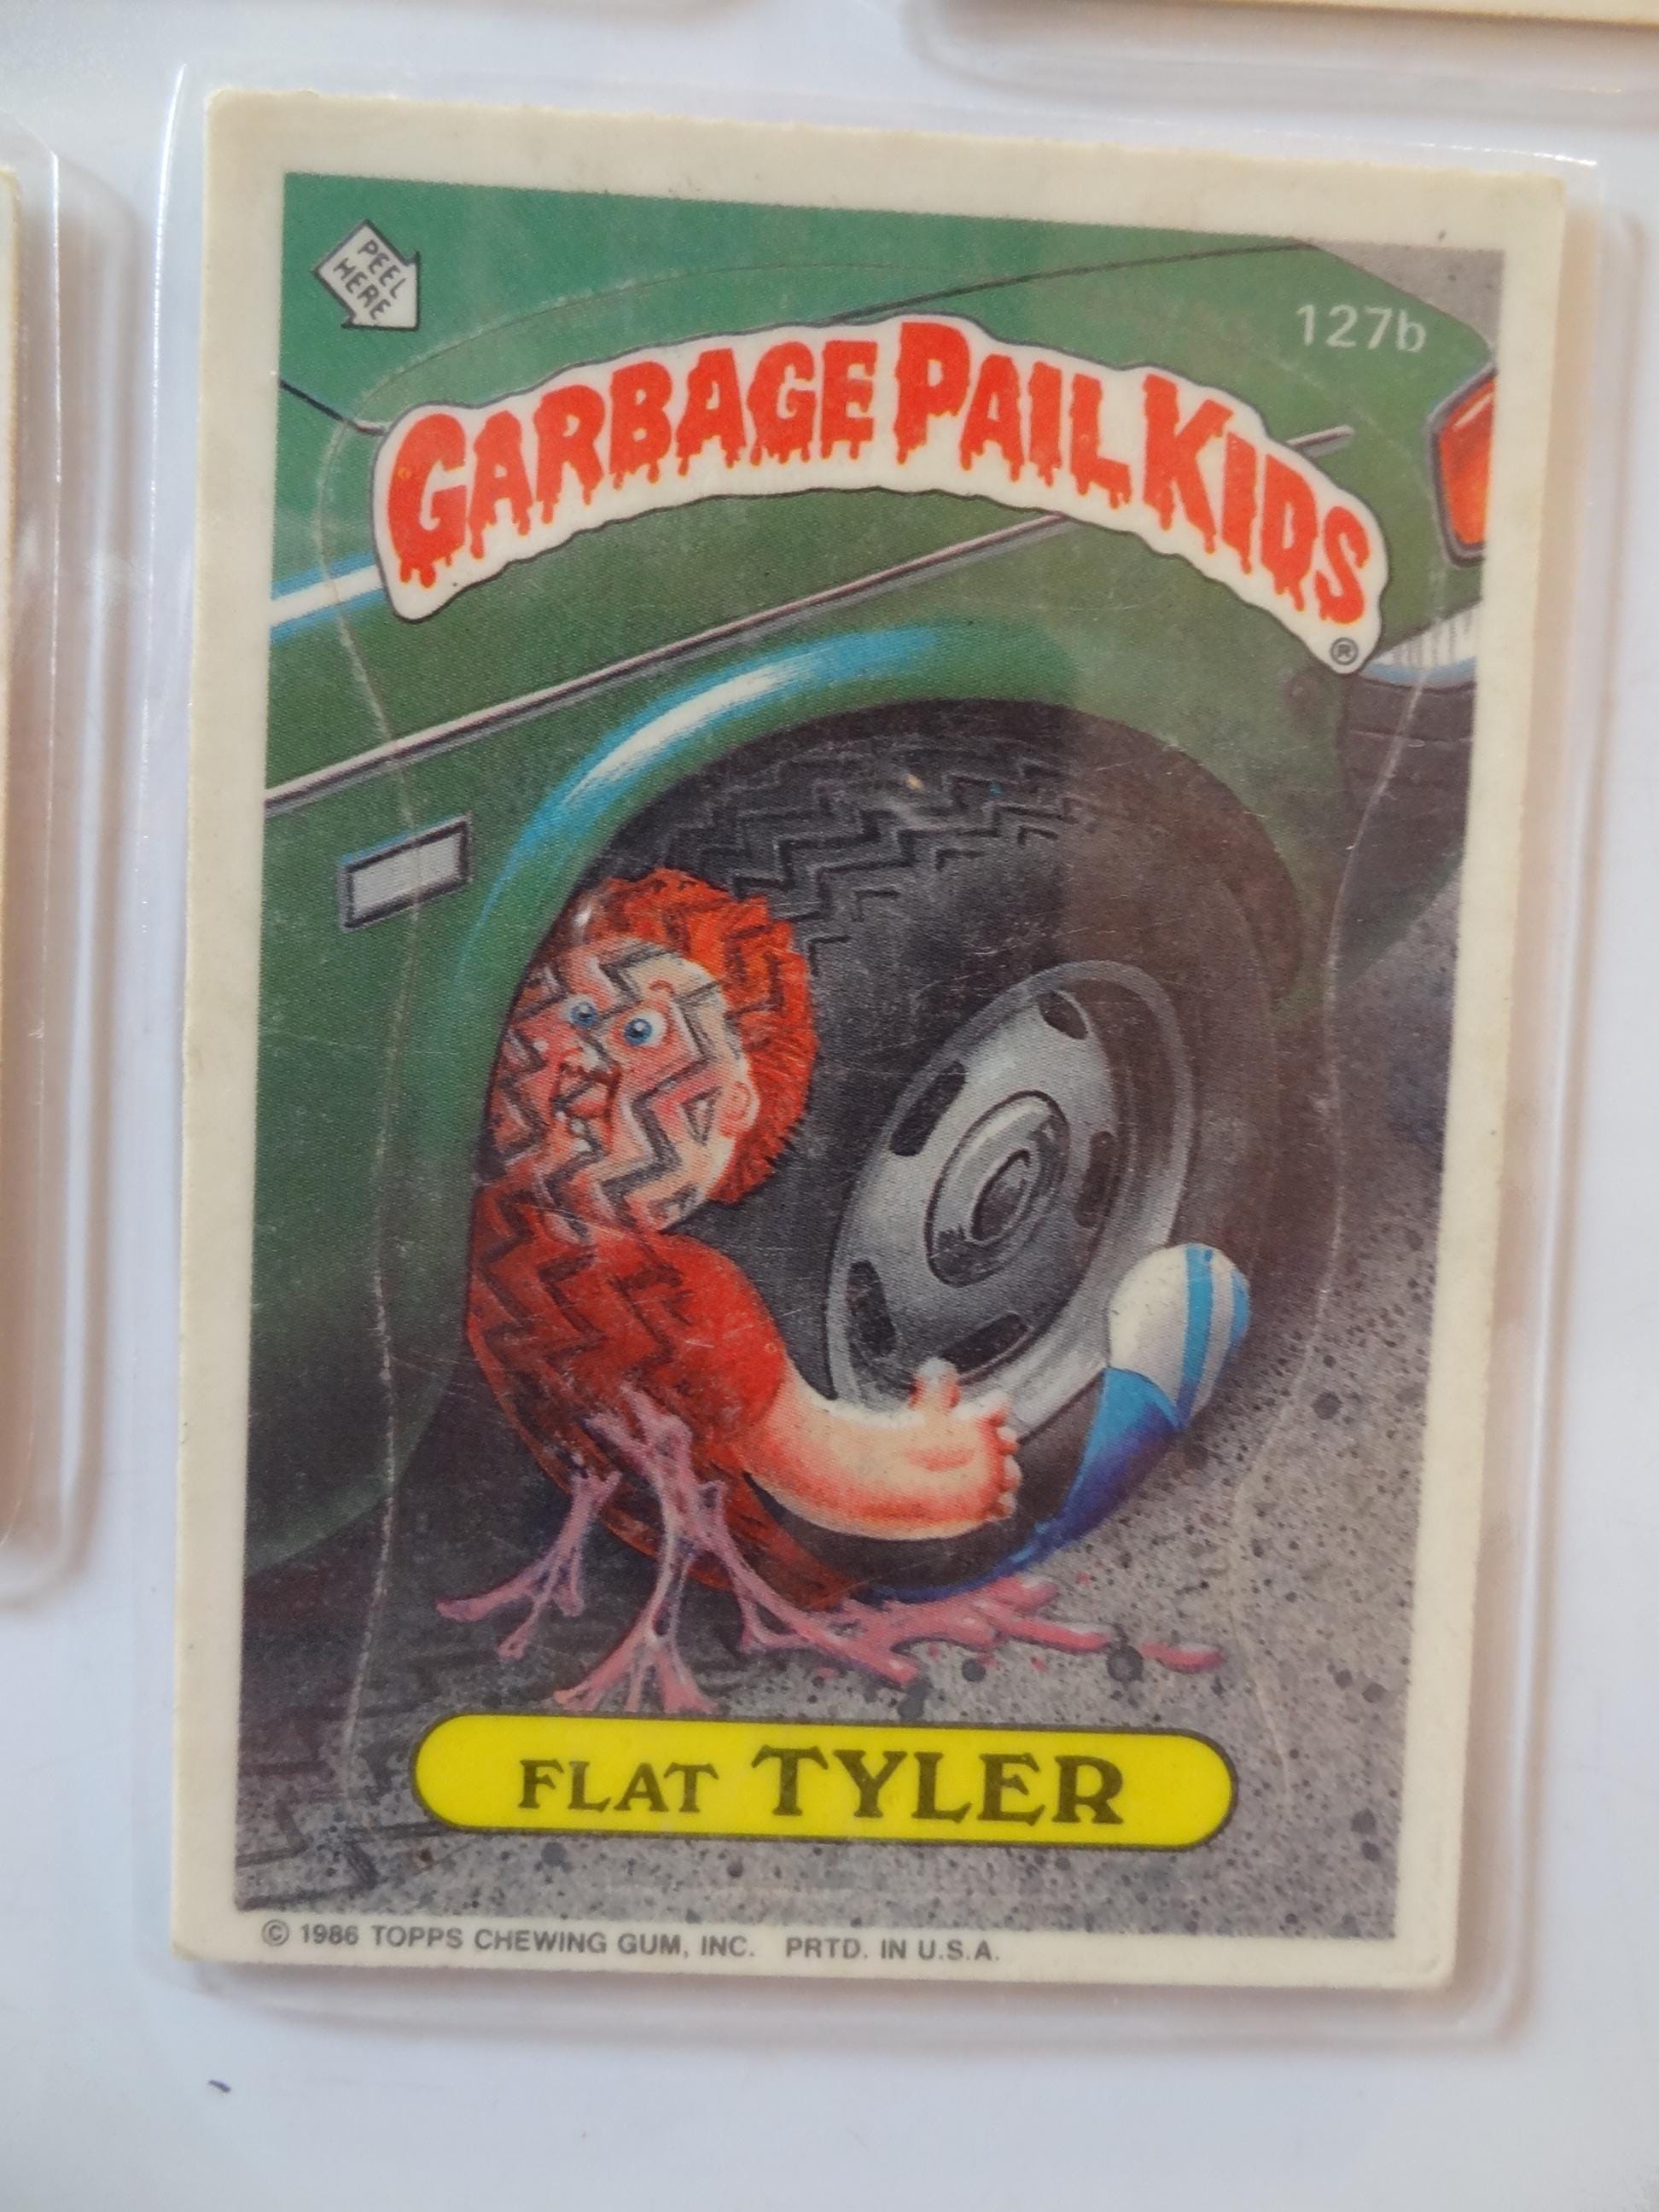 PEEL
HERE
127b
GARBAGE PAIL KIDS
®
FLAT TYLER
© 1986 TOPPS CHEWING GUM, INC. PRTD. IN U.S.A.